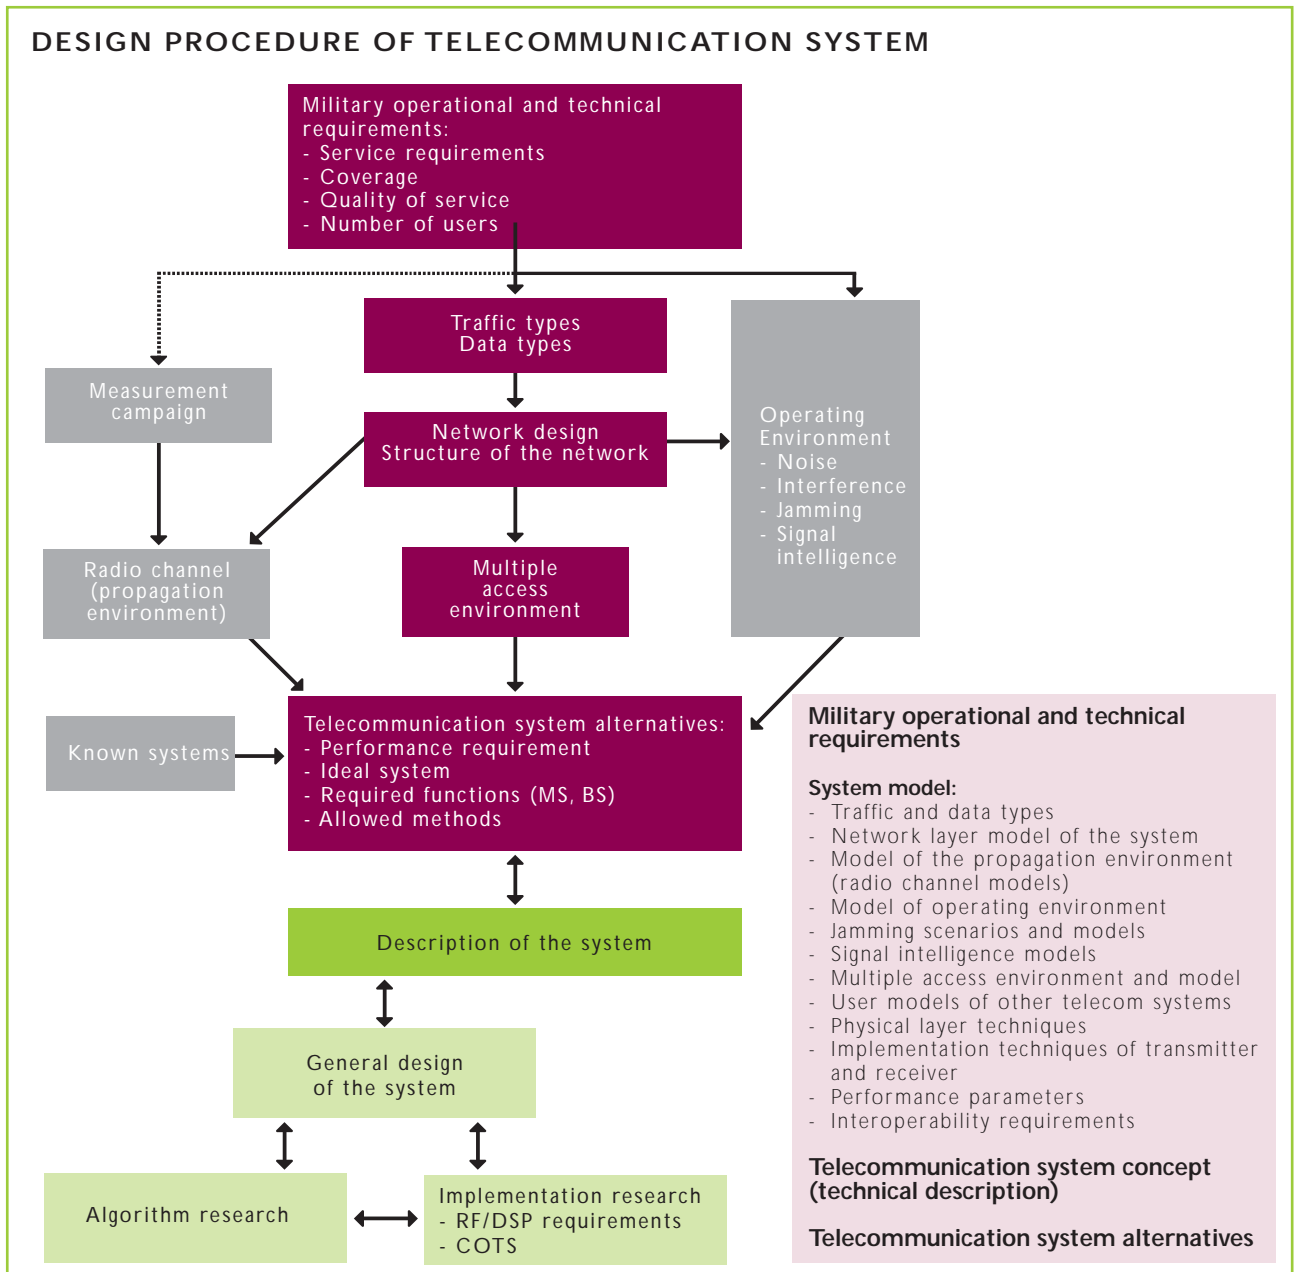 DESIGN PROCEDURE OF TELECOMMUNICATION SYSTEM
Military operational and technical
requirements:
- Service requirements
- Coverage
- Quality of service
- Number of users
Traffic types
Data types
Measurement
campaign
Network design
Structure of the network
Operating
Environment
- Noise
- Interference
- Jamming
- Signal
intelligence
Radio channel
(propagation
environment)
Multiple
access
environment
Known systems
Telecommunication system alternatives:
- Performance requirement
- Ideal system
- Required functions (MS, BS)
- Allowed methods
Description of the system
General design
of the system
Algorithm research
Implementation research
- RF/DSP requirements
- COTS
Military operational and technical
requirements
System model:
- Traffic and data types
- Network layer model of the system
- Model of the propagation environment
(radio channel models)
- Model of operating environment
- Jamming scenarios and models
- Signal intelligence models
- Multiple access environment and model
- User models of other telecom systems
- Physical layer techniques
- Implementation techniques of transmitter
and receiver
- Performance parameters
- Interoperability requirements
Telecommunication system concept
(technical description)
Telecommunication system alternatives